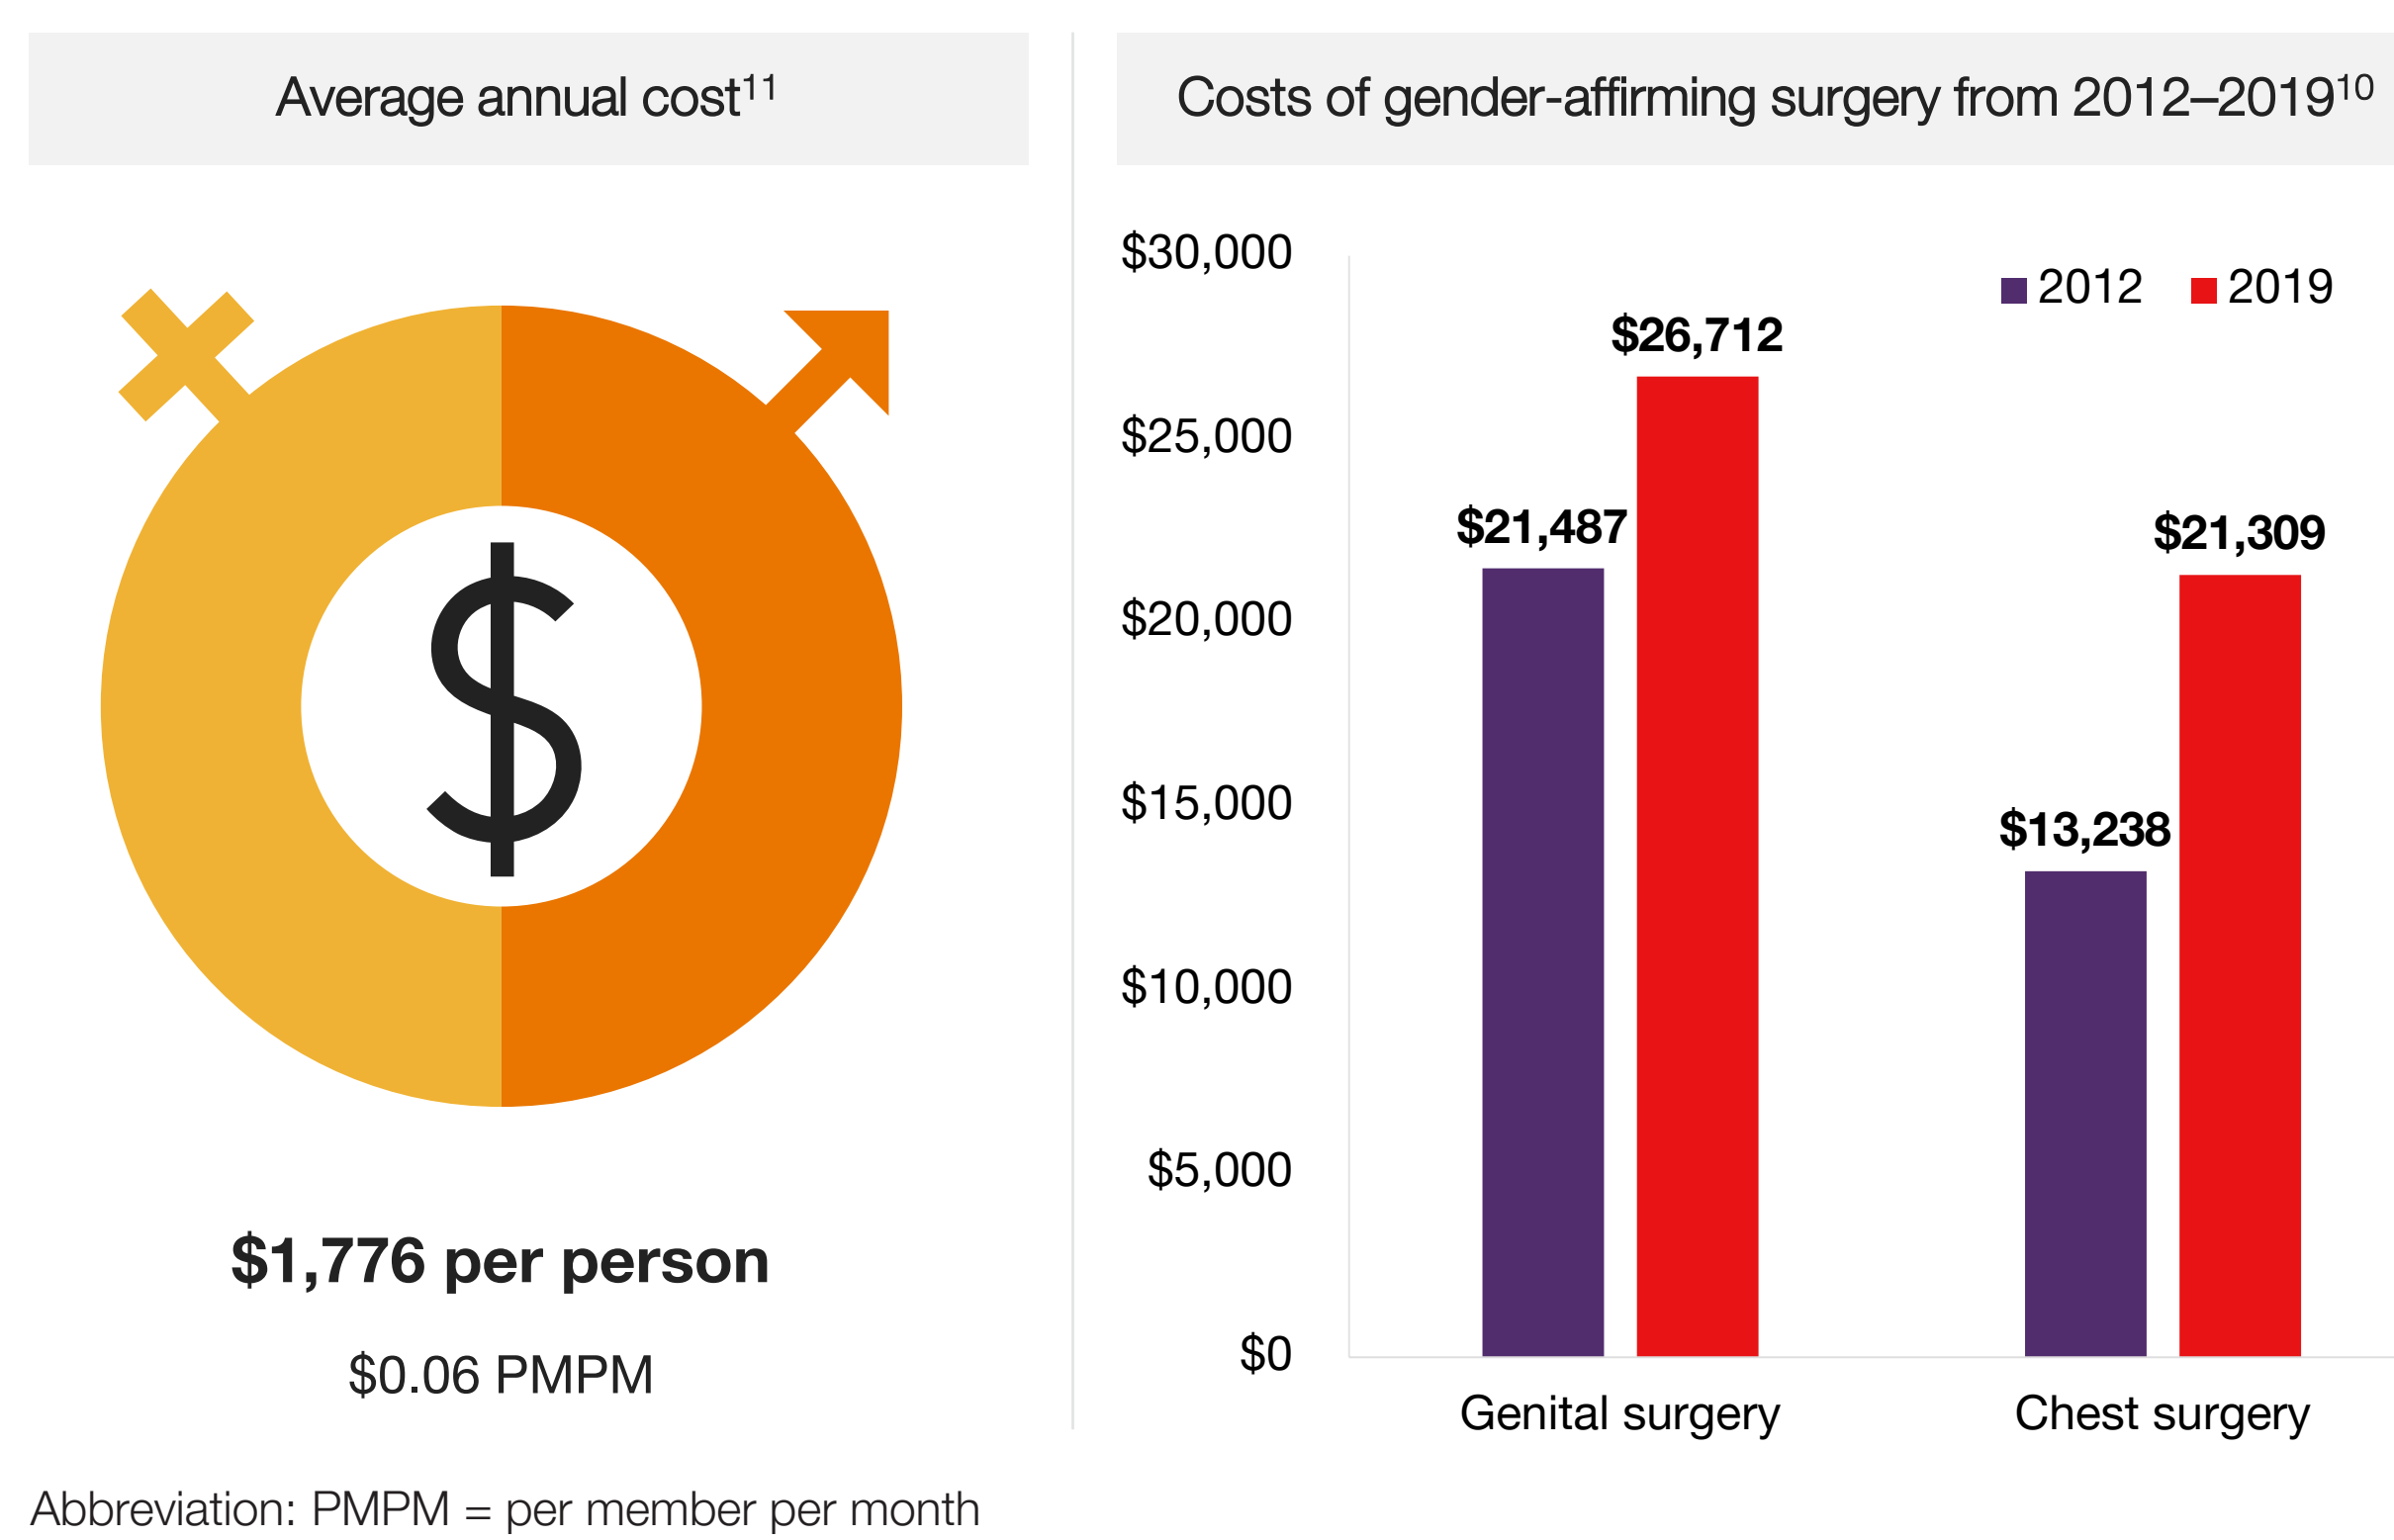 Average annual cost11
$
$1,776 per person
$0.06 PMPM
Costs of gender-affirming surgery from 2012–201910
2012 2019
$30,000
$25,000
$20,000
$15,000
$10,000
$5,000
$0
$21,487
$26,712
$13,238
$21,309
Genital surgery
Chest surgery
Abbreviation: PMPM = per member per month